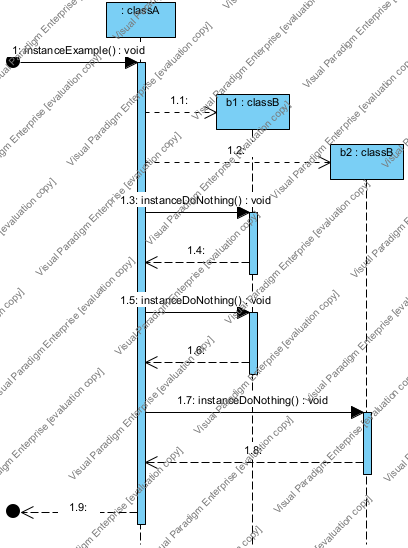 : classA
1: instanceExample() : void
1.1:
b1 : classB
1.2:
b2 : classB
1.3: instanceDoNothing() : void
1.4:
1.5: instanceDoNothing() : void
1.6:
1.7: instanceDoNothing() : void
1.8:
1.9:
Visual Paradigm Enterprise [evaluation copy]